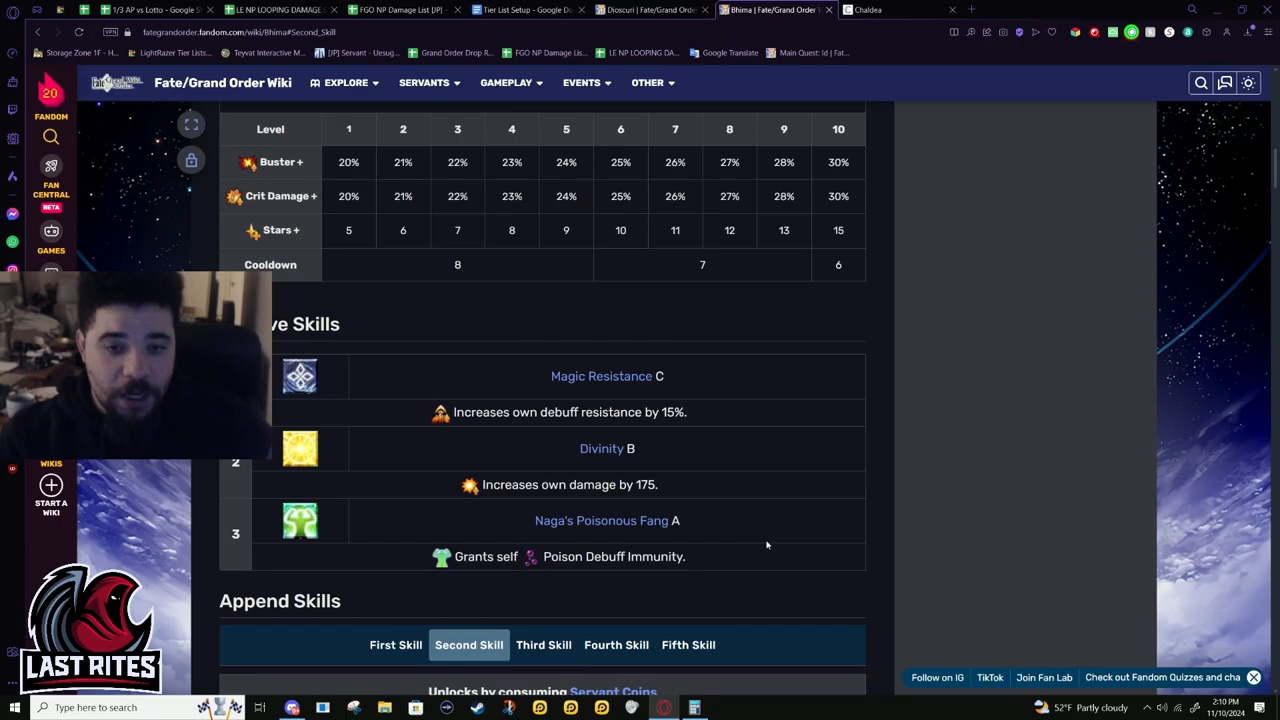 1/3 AP vs Lotto - Goog
LE NP LOOPING DAMAGE
FGO NP Damage List [JP] -
Tier List Setup - Google Do
Dioscuri | Fate/Grand Order
Bhima | Fate/Grand Order V
Chaldea
VPN
fategrandorder.fandom.com/wiki/Bhima#Second_Skill
Storage Zone 1F - H...
LightRazer Tier Lists...
Teyvat Interactive M...
[JP] Servant - Uesug...
Grand Order Drop R...
FGO NP Damage Lis...
LE NP LOOPING DA...
Google Translate
Main Quest: Id | Fat...
20
FANDOM
Fate/Grand Order Wiki
EXPLORE
SERVANTS
GAMEPLAY
EVENTS
OTHER
FAN
CENTRAL
BETA
GAMES
WIKIS
START A
WIKI
Level 1 2 3 4 5 6 7 8 9 10
Buster + 20% 21% 22% 23% 24% 25% 26% 27% 28% 30%
Crit Damage + 20% 21% 22% 23% 24% 25% 26% 27% 28% 30%
Stars + 5 6 7 8 9 10 11 12 13 15
Cooldown 8 7 6
ve Skills
Magic Resistance C
Increases own debuff resistance by 15%.
2 Divinity B
Increases own damage by 175.
3 Naga's Poisonous Fang A
Grants self Poison Debuff Immunity.
Append Skills
First Skill Second Skill Third Skill Fourth Skill Fifth Skill
Unlocks by consuming Servant Coins
LAST RITES
Follow on IG TikTok Join Fan Lab Check out Fandom Quizzes and cha
Type here to search
52°F Partly cloudy
2:10 PM
11/10/2024